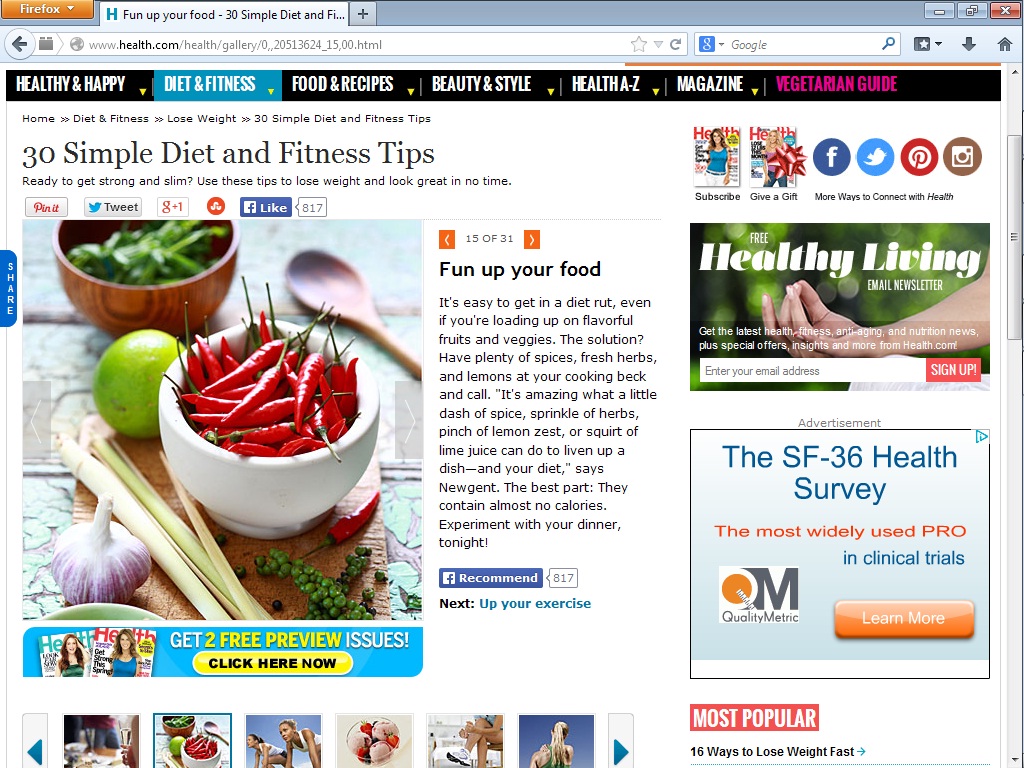 Firefox
Fun up your food - 30 Simple Diet and Fi...
www.health.com/health/gallery/0,,20513624_15,00.html
Google
HEALTHY & HAPPY
DIET & FITNESS
FOOD & RECIPES
BEAUTY & STYLE
HEALTH A-Z
MAGAZINE
VEGETARIAN GUIDE
Home >> Diet & Fitness >> Lose Weight >> 30 Simple Diet and Fitness Tips
30 Simple Diet and Fitness Tips
Ready to get strong and slim? Use these tips to lose weight and look great in no time.
Pin it
Tweet
g+1
Like
817
SHARE
15 OF 31
Fun up your food
It's easy to get in a diet rut, even
if you're loading up on flavorful
fruits and veggies. The solution?
Have plenty of spices, fresh herbs,
and lemons at your cooking beck
and call. "It's amazing what a little
dash of spice, sprinkle of herbs,
pinch of lemon zest, or squirt of
lime juice can do to liven up a
dish—and your diet," says
Newgent. The best part: They
contain almost no calories.
Experiment with your dinner,
tonight!
Recommend
817
Next: Up your exercise
Health
GET 2 FREE PREVIEW ISSUES!
CLICK HERE NOW
Health
Health
Subscribe
Give a Gift
More Ways to Connect with Health
FREE
Healthy Living
EMAIL NEWSLETTER
Get the latest health, fitness, anti-aging, and nutrition news,
plus special offers, insights and more from Health.com!
Enter your email address
SIGN UP!
Advertisement
The SF-36 Health
Survey
The most widely used PRO
in clinical trials
QM
QualityMetric
Learn More
MOST POPULAR
16 Ways to Lose Weight Fast